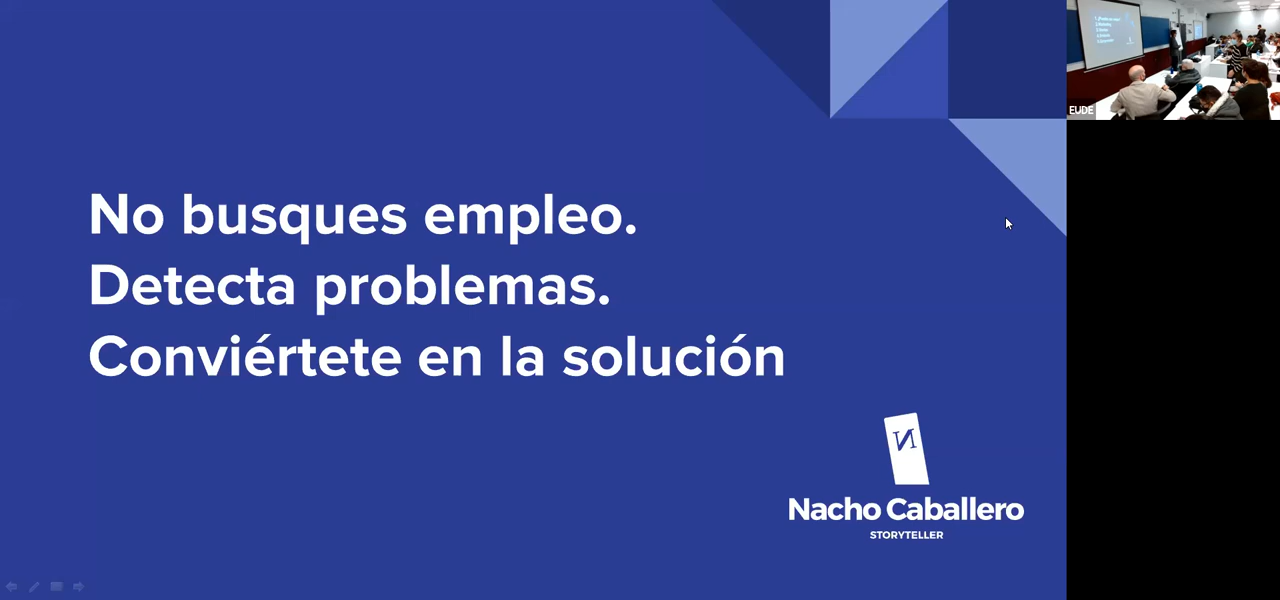 No busques empleo.
Detecta problemas.
Conviértete en la solución
И
Nacho Caballero
STORYTELLER
EUDE